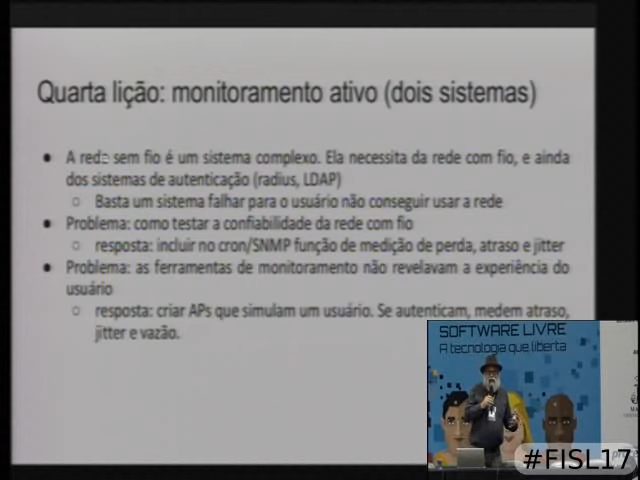 Quarta lição: monitoramento ativo (dois sistemas)
● A rede sem fio é um sistema complexo. Ela necessita da rede com fio, e ainda
dos sistemas de autenticação (radius, LDAP)
○ Basta um sistema falhar para o usuário não conseguir usar a rede
● Problema: como testar a confiabilidade da rede com fio
○ resposta: incluir no cron/SNMP função de medição de perda, atraso e jitter
● Problema: as ferramentas de monitoramento não revelavam a experiência do
usuário
○ resposta: criar APs que simulam um usuário. Se autenticam, medem atraso,
jitter e vazão.
SOFTWARE LIVRE
A tecnologia que liberta
#FISL17